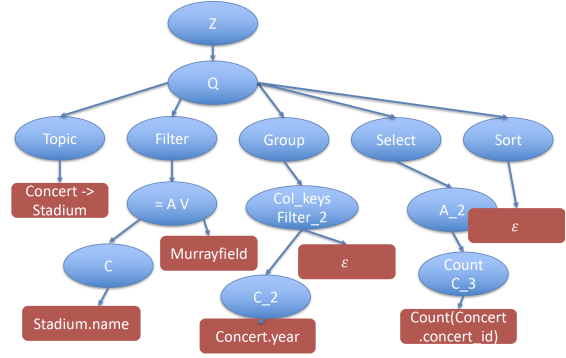 Z
Q
Topic
Filter
Group
Select
Sort
Concert ->
Stadium
= A V
Col_keys
Filter_2
A_2
ε
Murrayfield
ε
C
C_2
Count
C_3
Stadium.name
Concert.year
Count(Concert
.concert_id)